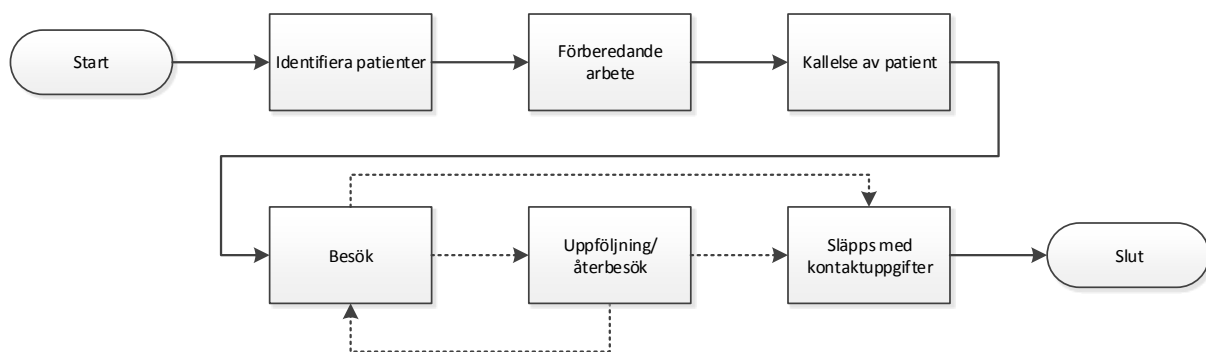 Start
Identifiera patienter
Förberedande
arbete
Kallelse av patient
Besök
Uppföljning/
återbesök
Släpps med
kontaktuppgifter
Slut